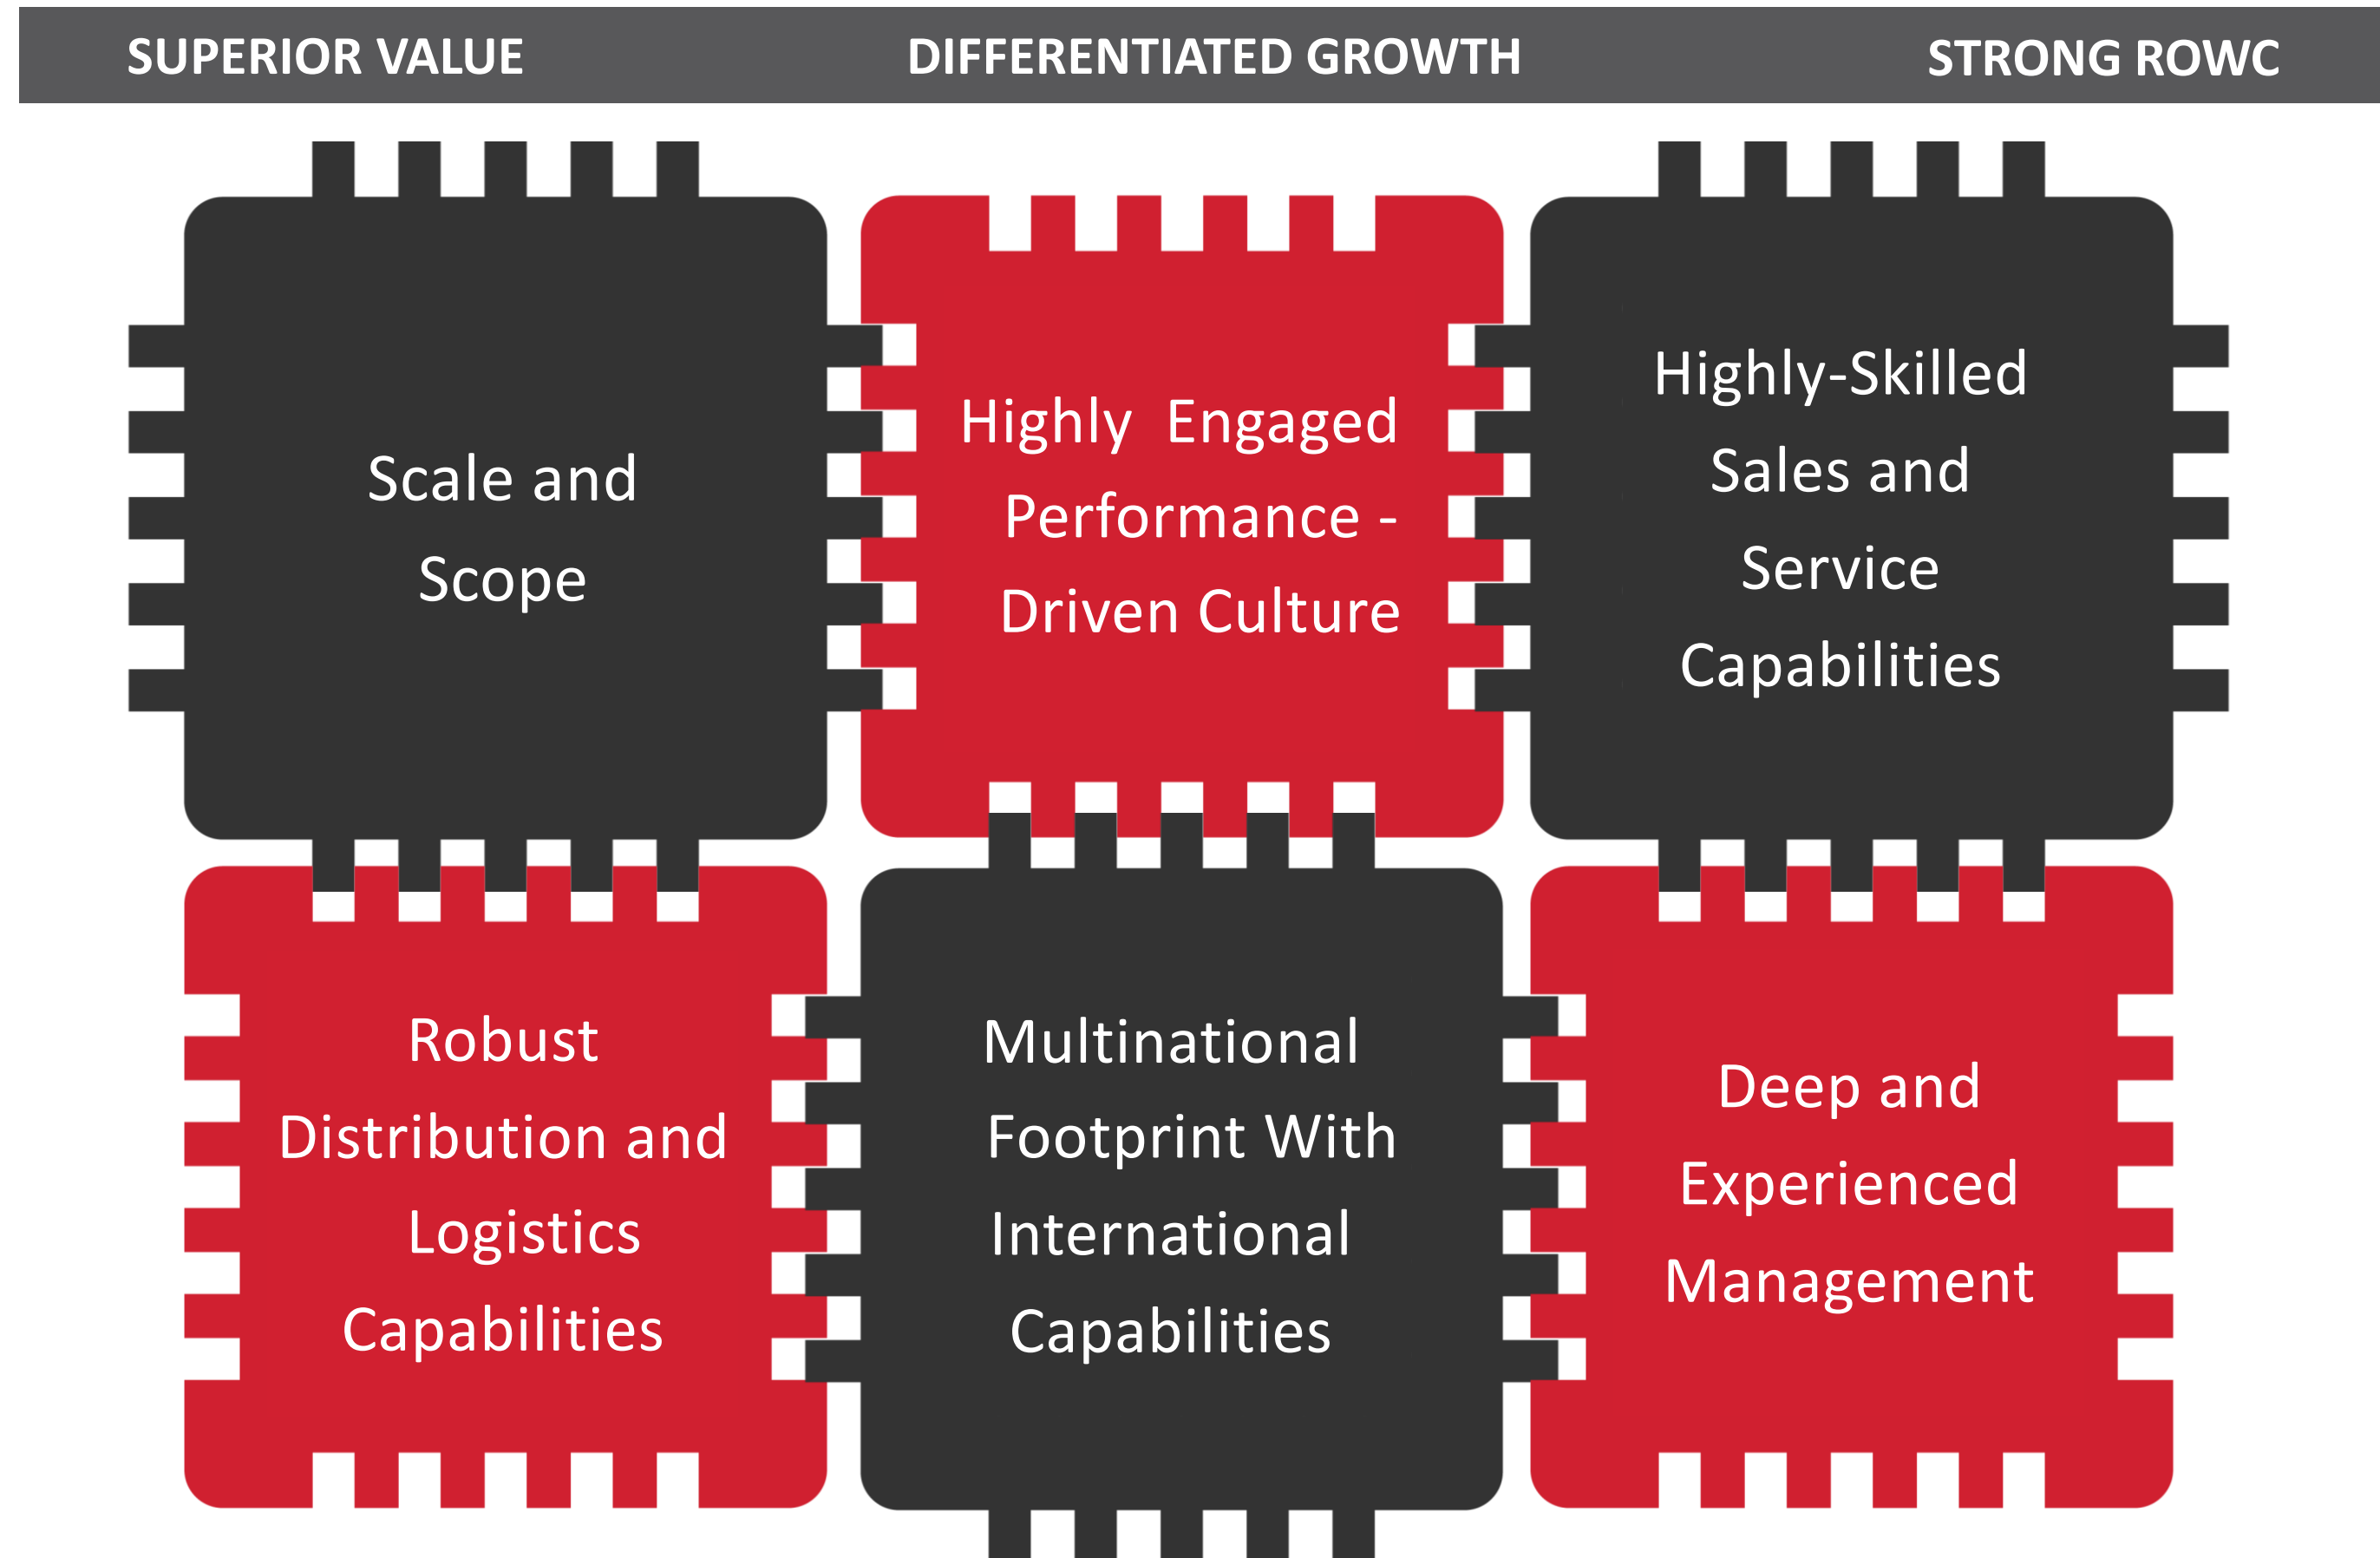 SUPERIOR VALUE
DIFFERENTIATED GROWTH
STRONG ROWC
Scale and
Scope
Highly Engaged
Performance -
Driven Culture
Highly-Skilled
Sales and
Service
Capabilities
Robust
Distribution and
Logistics
Capabilities
Multinational
Footprint With
International
Capabilities
Deep and
Experienced
Management